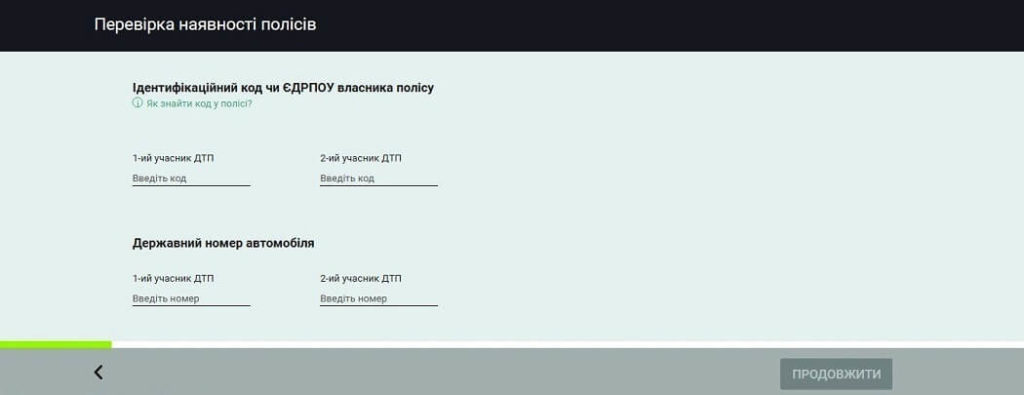 Перевірка наявності полісів
Ідентифікаційний код чи ЄДРПОУ власника полісу
Як знайти код у полісі?
1-ий учасник ДТП 2-ий учасник ДТП
Введіть код Введіть код
Державний номер автомобіля
1-ий учасник ДТП 2-ий учасник ДТП
Введіть номер Введіть номер
ПРОДОВЖИТИ